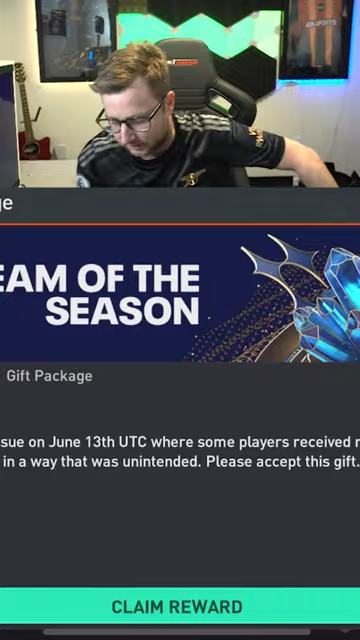 ge
EAM OF THE
SEASON
Gift Package
sue on June 13th UTC where some players received
in a way that was unintended. Please accept this gift.
CLAIM REWARD